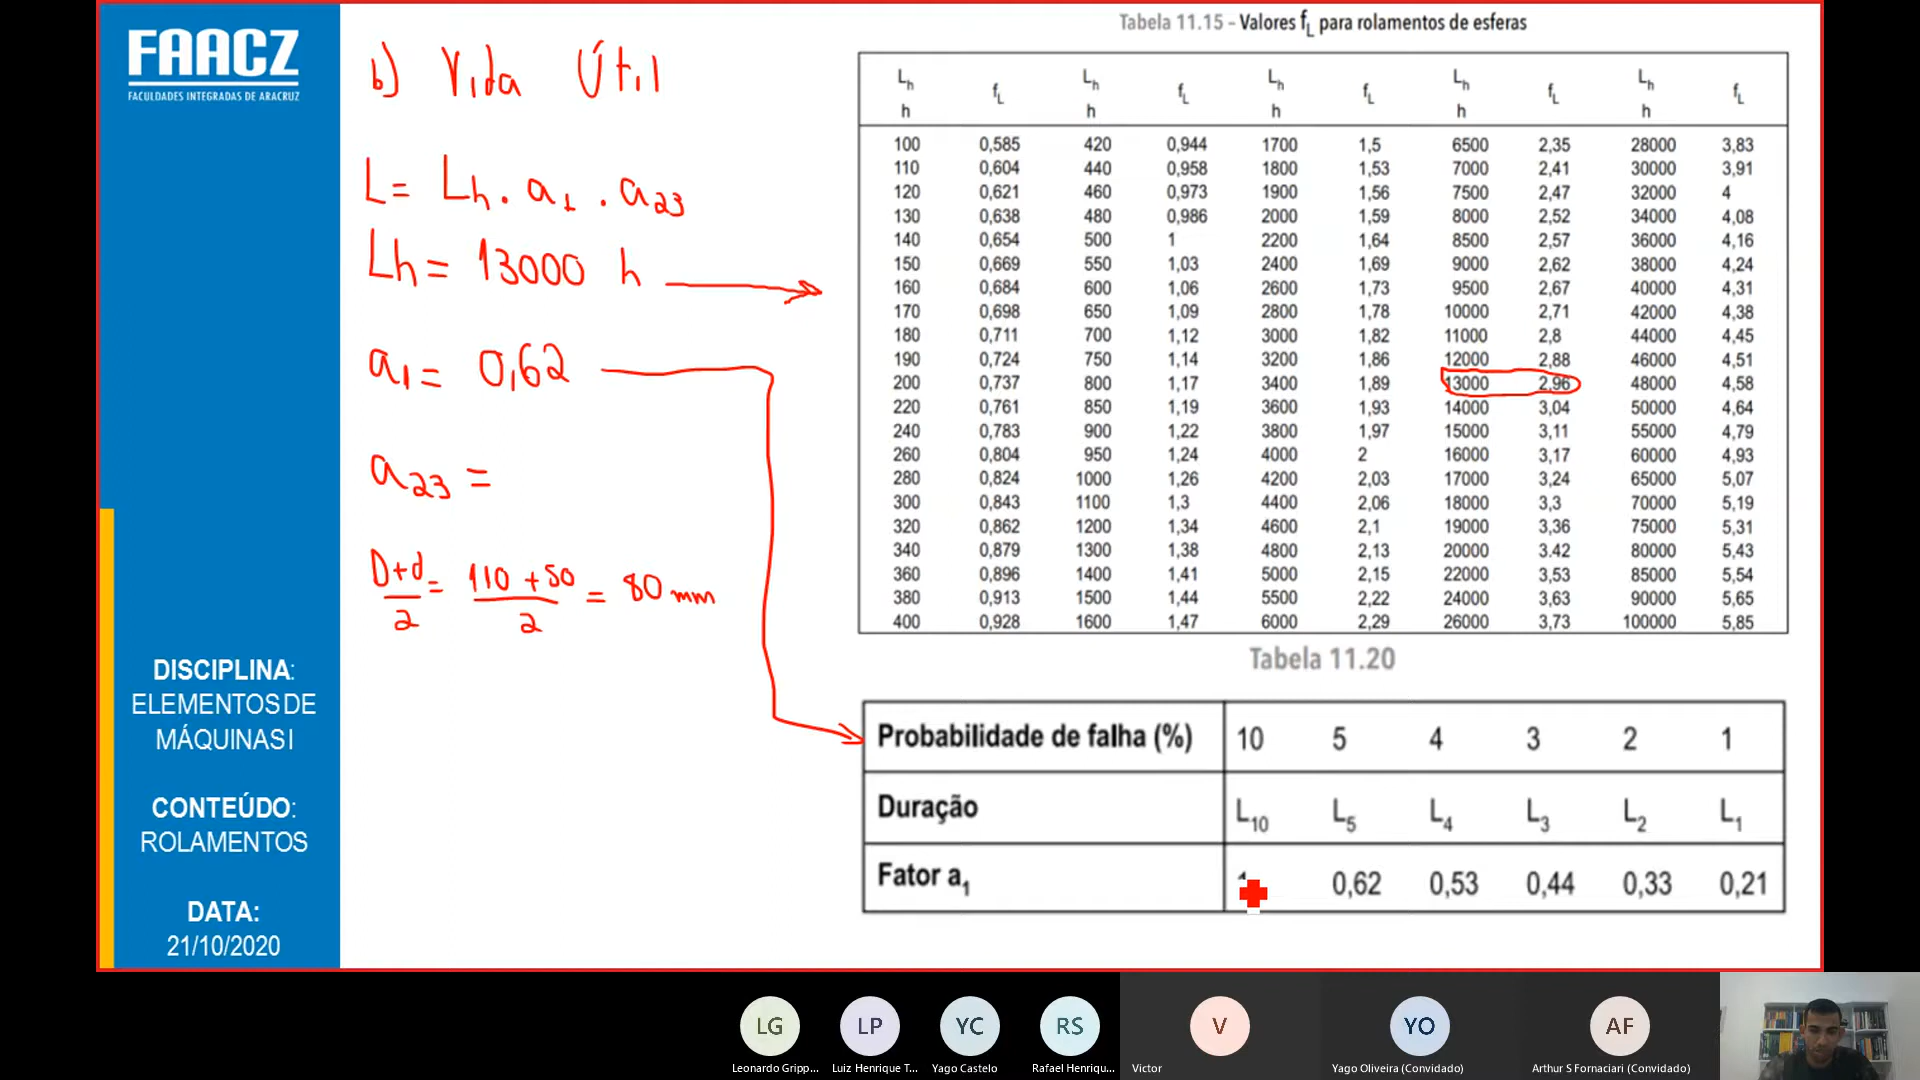 FAACZ
FACULDADES INTEGRADAS DE ARACRUZ
DISCIPLINA:
ELEMENTOS DE
MÁQUINAS I
CONTEÚDO:
ROLAMENTOS
DATA:
21/10/2020
b) Vida Útil
L = Lh . a1 . a23
Lh = 13000 h
a1 = 0,62
a23 =
D+d/2 = 110+50/2 = 80 mm
Tabela 11.15 – Valores fL para rolamentos de esferas
Lh fL Lh fL Lh fL Lh fL Lh fL
h h h h h
100 0,585 420 0,944 1700 1,5 6500 2,35 28000 3,83
110 0,604 440 0,958 1800 1,53 7000 2,41 30000 3,91
120 0,621 460 0,973 1900 1,56 7500 2,47 32000 4
130 0,638 480 0,986 2000 1,59 8000 2,52 34000 4,08
140 0,654 500 1 2200 1,64 8500 2,57 36000 4,16
150 0,669 550 1,03 2400 1,69 9000 2,62 38000 4,24
160 0,684 600 1,06 2600 1,73 9500 2,67 40000 4,31
170 0,698 650 1,09 2800 1,78 10000 2,71 42000 4,38
180 0,711 700 1,12 3000 1,82 11000 2,8 44000 4,45
190 0,724 750 1,14 3200 1,86 12000 2,88 46000 4,51
200 0,737 800 1,17 3400 1,89 13000 2,96 48000 4,58
220 0,761 850 1,19 3600 1,93 14000 3,04 50000 4,64
240 0,783 900 1,22 3800 1,97 15000 3,11 55000 4,79
260 0,804 950 1,24 4000 2 16000 3,17 60000 4,93
280 0,824 1000 1,26 4200 2,03 17000 3,24 65000 5,07
300 0,843 1100 1,3 4400 2,06 18000 3,3 70000 5,19
320 0,862 1200 1,34 4600 2,1 19000 3,36 75000 5,31
340 0,879 1300 1,38 4800 2,13 20000 3.42 80000 5,43
360 0,896 1400 1,41 5000 2,15 22000 3,53 85000 5,54
380 0,913 1500 1,44 5500 2,22 24000 3,63 90000 5,65
400 0,928 1600 1,47 6000 2,29 26000 3,73 100000 5,85
Tabela 11.20
Probabilidade de falha (%) 10 5 4 3 2 1
Duração L10 L5 L4 L3 L2 L1
Fator a1 0,62 0,53 0,44 0,33 0,21
LG LP YC RS V YO AF
Leonardo Gripp... Luiz Henrique T... Yago Castelo Rafael Henriqu... Victor Yago Oliveira (Convidado) Arthur S Fornaciari (Convidado)